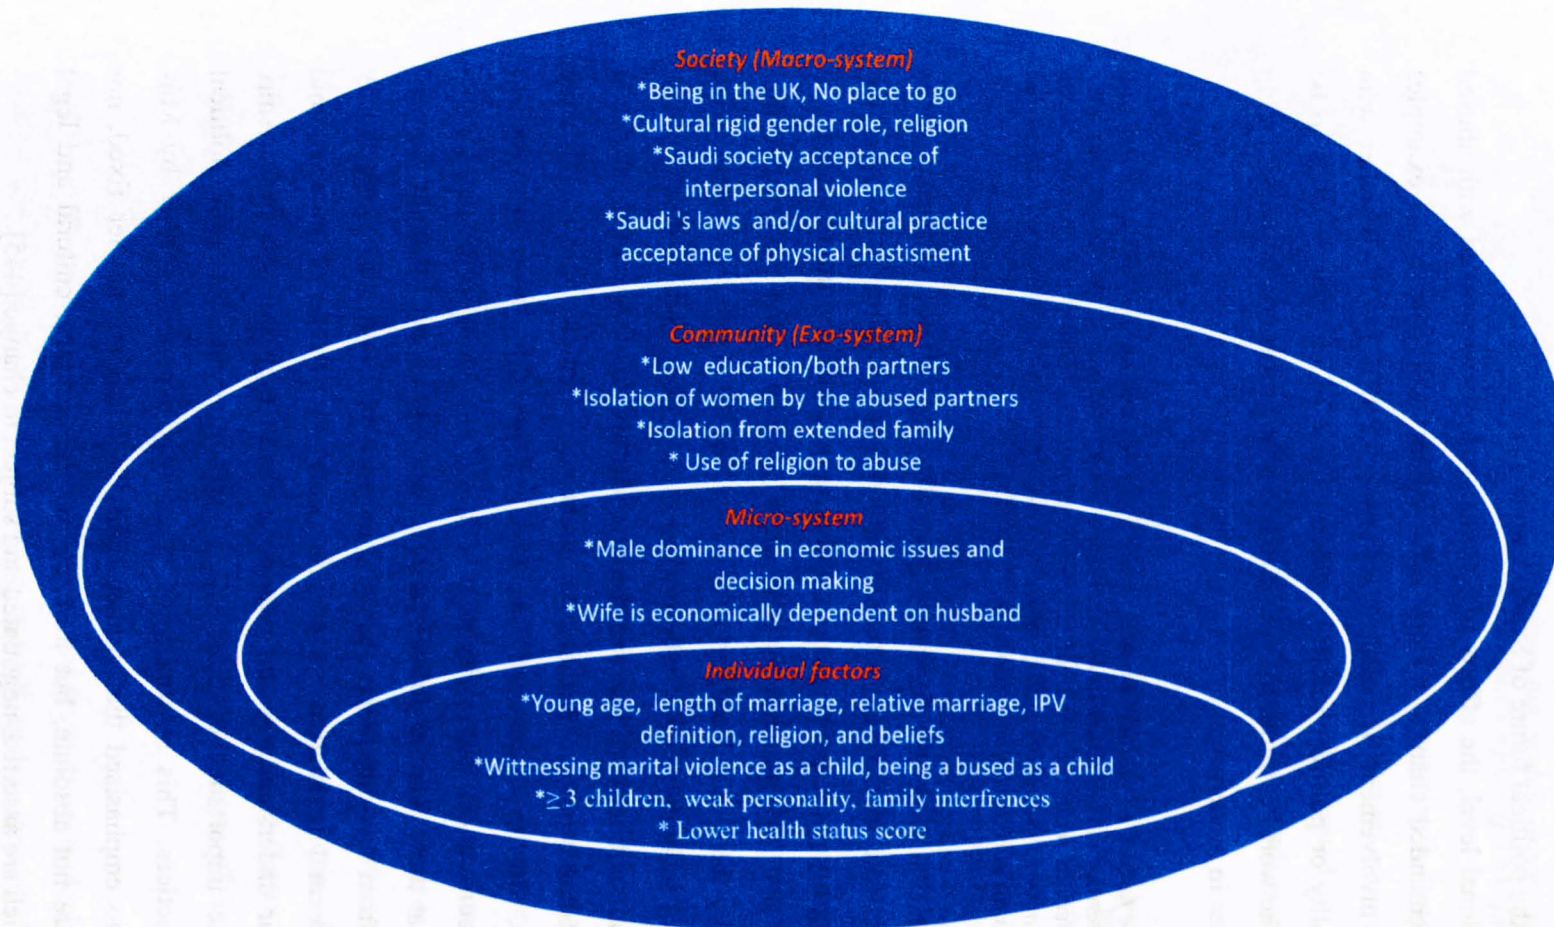 Society (Macro-system)
*Being in the UK, No place to go
*Cultural rigid gender role, religion
*Saudi society acceptance of
interpersonal violence
*Saudi 's laws and/or cultural practice
acceptance of physical chastisment
Community (Exo-system)
*Low education/both partners
*Isolation of women by the abused partners
*Isolation from extended family
* Use of religion to abuse
Micro-system
*Male dominance in economic issues and
decision making
*Wife is economically dependent on husband
Individual factors
*Young age, length of marriage, relative marriage, IPV
definition, religion, and beliefs
*Wittnessing marital violence as a child, being a bused as a child
*≥ 3 children, weak personality, family interfrences
* Lower health status score